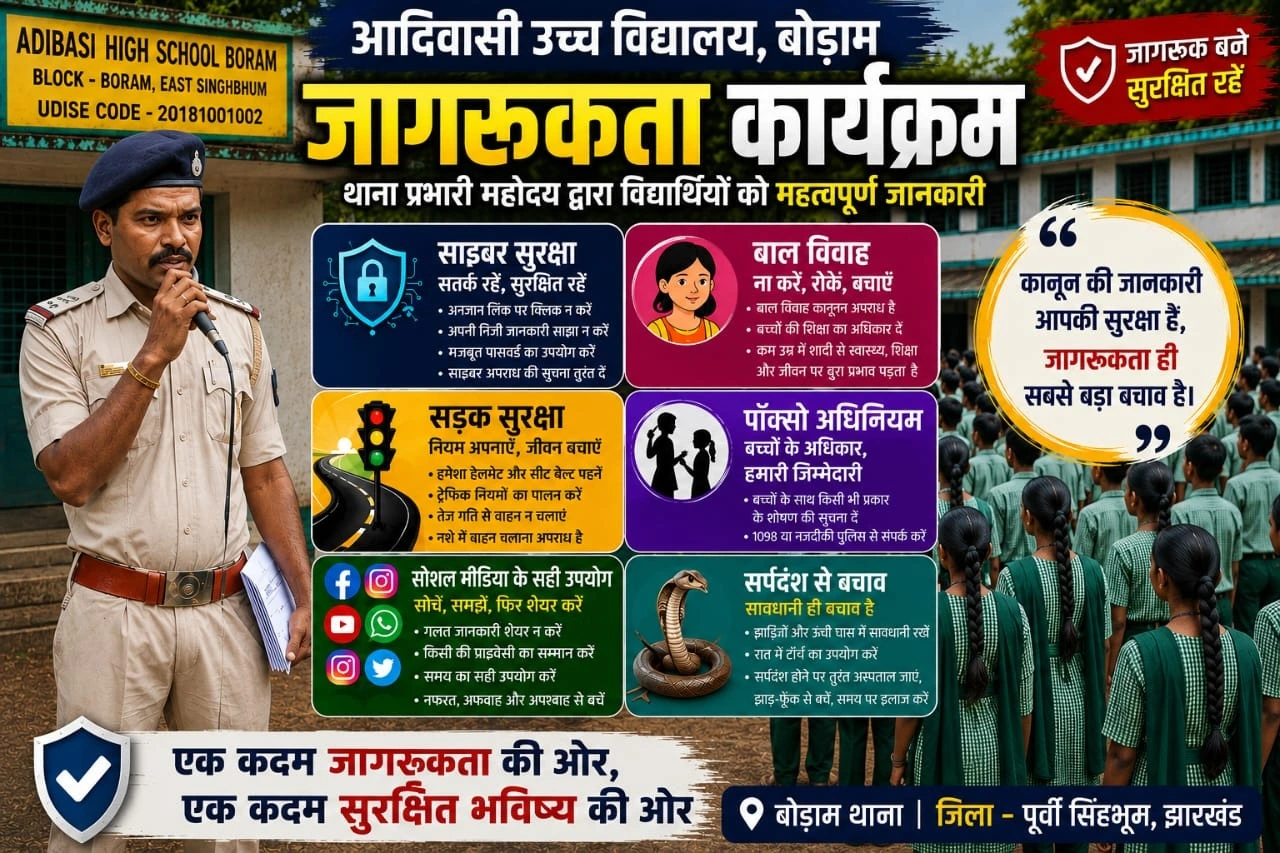 ADIBASI HIGH SCHOOL BORAM
BLOCK - BORAM, EAST SINGHBHUM
UDISE CODE - 20181001002
आदिवासी उच्च विद्यालय, बोड़ाम
जागरूकता कार्यक्रम
थाना प्रभारी महोदय द्वारा विद्यार्थियों को महत्वपूर्ण जानकारी
जागरूक बने
सुरक्षित रहें
साइबर सुरक्षा
सतर्क रहें, सुरक्षित रहें
• अनजान लिंक पर क्लिक न करें
• अपनी निजी जानकारी साझा न करें
• मजबूत पासवर्ड का उपयोग करें
• साइबर अपराध की सुचना तुरंत दें
बाल विवाह
ना करें, रोकें, बचाएँ
• बाल विवाह कानूनन अपराध है
• बच्चों की शिक्षा का अधिकार दें
• कम उम्र में शादी से स्वास्थ्य, शिक्षा
और जीवन पर बुरा प्रभाव पड़ता है
सड़क सुरक्षा
नियम अपनाएँ, जीवन बचाएँ
• हमेशा हेलमेट और सीट बेल्ट पहनें
• ट्रैफिक नियमों का पालन करें
• तेज गति से वाहन न चलाएं
• नशे में वाहन चलाना अपराध है
पॉक्सो अधिनियम
बच्चों के अधिकार,
हमारी जिम्मेदारी
• बच्चों के साथ किसी भी प्रकार
के शोषण की सुचना दें
• 1098 या नजदीकी पुलिस से संपर्क करें
सोशल मीडिया के सही उपयोग
सोचें, समझें, फिर शेयर करें
• गलत जानकारी शेयर न करें
• किसी की प्राइवेसी का सम्मान करें
• समय का सही उपयोग करें
• नफरत, अफवाह और अपश्बाह से बचें
सर्पदंश से बचाव
सावधानी ही बचाव है
• झाड़िजों और ऊंची घास में सावधानी रखें
• रात में टॉर्च का उपयोग करें
• सर्पदंश होने पर तुरंत अस्पताल जाएं,
झाड़-फूँक से बचें, समय पर इलाज करें
“
कानून की जानकारी
आपकी सुरक्षा हैं,
जागरूकता ही
सबसे बड़ा बचाव है।
”
एक कदम जागरूकता की ओर,
एक कदम सुरक्षित भविष्य की ओर
बोड़ाम थाना | जिला - पूर्वी सिंहभूम, झारखंड